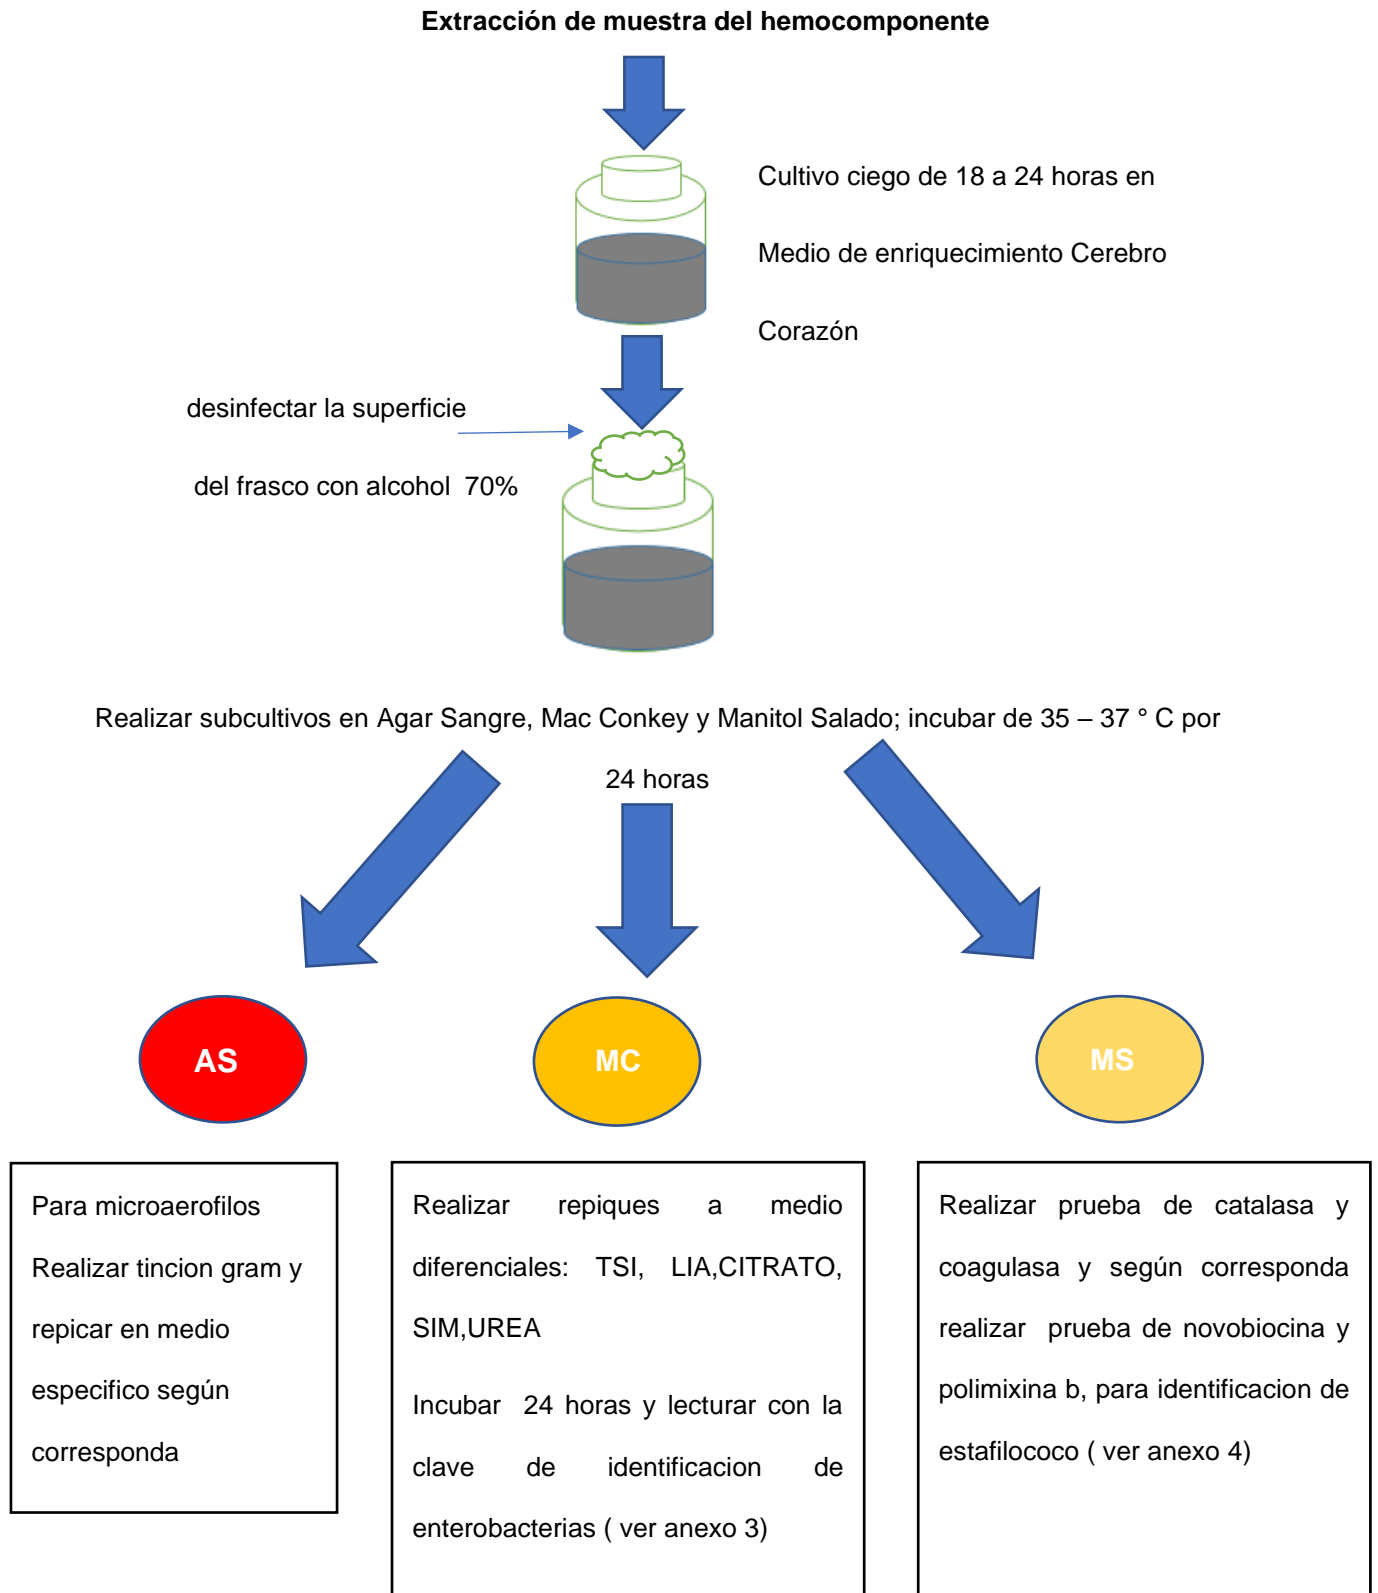 Extracción de muestra del hemocomponente
Cultivo ciego de 18 a 24 horas en
Medio de enriquecimiento Cerebro
Corazón
desinfectar la superficie
del frasco con alcohol 70%
Realizar subcultivos en Agar Sangre, Mac Conkey y Manitol Salado; incubar de 35 – 37 ° C por
24 horas
AS
MC
MS
Para microaerofilos
Realizar tincion gram y
repicar en medio
especifico según
corresponda
Realizar repiques a medio
diferenciales: TSI, LIA,CITRATO,
SIM,UREA
Incubar 24 horas y lecturar con la
clave de identificacion de
enterobacterias ( ver anexo 3)
Realizar prueba de catalasa y
coagulasa y según corresponda
realizar prueba de novobiocina y
polimixina b, para identificacion de
estafilococo ( ver anexo 4)